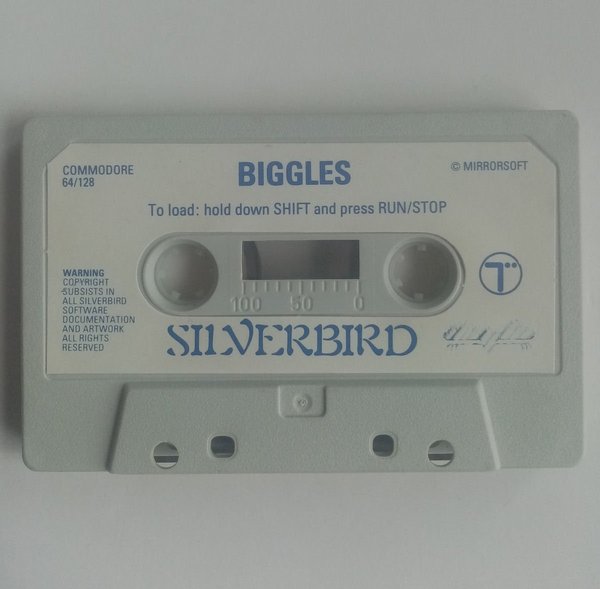 COMMODORE
64/128
BIGGLES
© MIRRORSOFT
To load: hold down SHIFT and press RUN/STOP
WARNING
COPYRIGHT
SUBSISTS IN
ALL SILVERBIRD
SOFTWARE
DOCUMENTATION
AND ARTWORK
ALL RIGHTS
RESERVED
100 50 0
SILVERBIRD